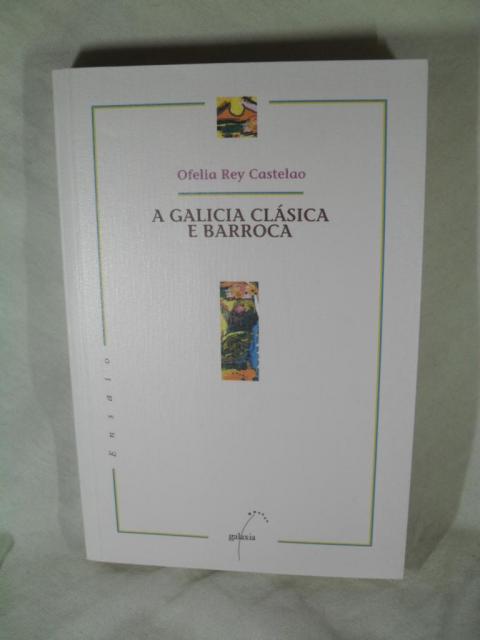 Ofelia Rey Castelao
A GALICIA CLÁSICA
E BARROCA
Ensaio
galaxia